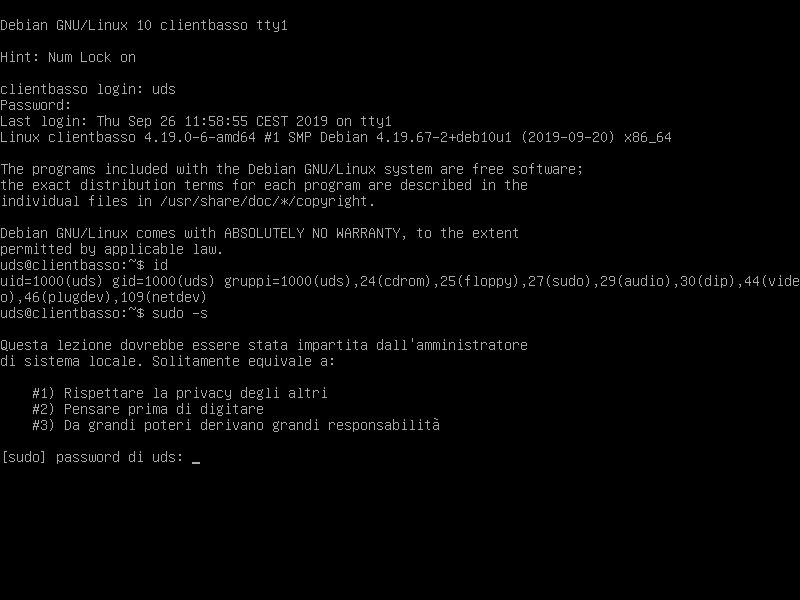 Debian GNU/Linux 10 clientbasso tty1
Hint: Num Lock on
clientbasso login: uds
Password:
Last login: Thu Sep 26 11:58:55 CEST 2019 on tty1
Linux clientbasso 4.19.0-6-amd64 #1 SMP Debian 4.19.67-2+deb10u1 (2019-09-20) x86_64
The programs included with the Debian GNU/Linux system are free software;
the exact distribution terms for each program are described in the
individual files in /usr/share/doc/*/copyright.
Debian GNU/Linux comes with ABSOLUTELY NO WARRANTY, to the extent
permitted by applicable law.
uds@clientbasso:~$ id
uid=1000(uds) gid=1000(uds) gruppi=1000(uds),24(cdrom),25(floppy),27(sudo),29(audio),30(dip),44(vide
o),46(plugdev),109(netdev)
uds@clientbasso:~$ sudo -s
Questa lezione dovrebbe essere stata impartita dall'amministratore
di sistema locale. Solitamente equivale a:
#1) Rispettare la privacy degli altri
#2) Pensare prima di digitare
#3) Da grandi poteri derivano grandi responsabilità
[sudo] password di uds: _